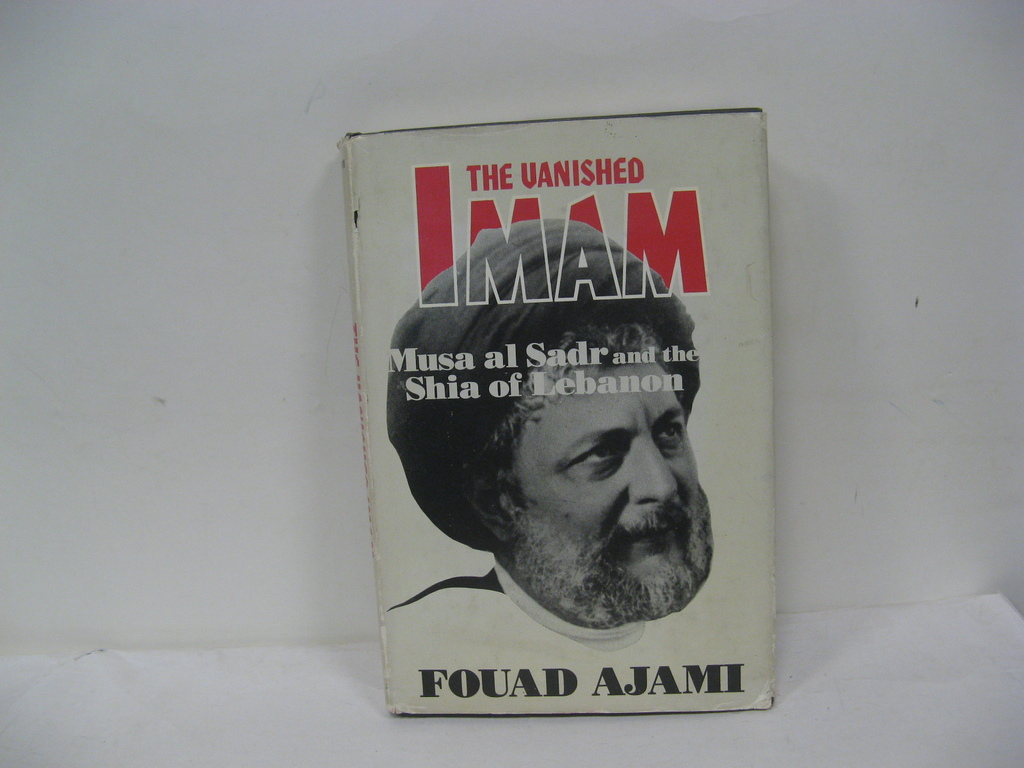 THE VANISHED
IMAM
Musa al Sadr and the
Shia of Lebanon
FOUAD AJAMI